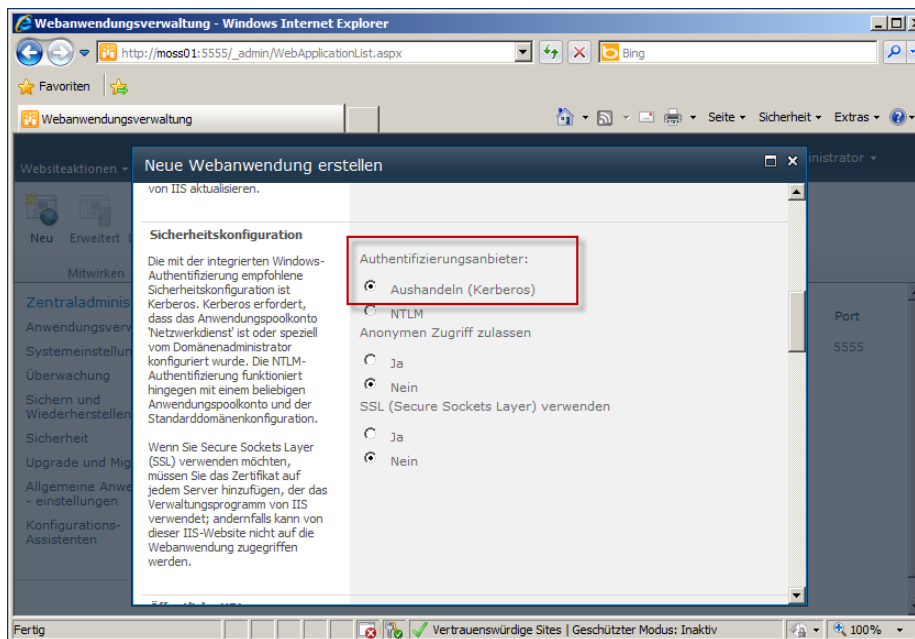 Webanwendungsverwaltung - Windows Internet Explorer
http://moss01:5555/_admin/WebApplicationList.aspx
Bing
Favoriten
Webanwendungsverwaltung
Seite
Sicherheit
Extras
Websiteaktionen
Neue Webanwendung erstellen
Neu
Erweitert
Mitwirken
Zentraladminis
Anwendungsverw
Systemeinstellun
Überwachung
Sichern und
Wiederherstellen
Sicherheit
Upgrade und Mig
Allgemeine Anwe
- einstellungen
Konfigurations-
Assistenten
von IIS aktualisieren.
Sicherheitskonfiguration
Die mit der integrierten Windows-
Authentifizierung empfohlene
Sicherheitskonfiguration ist
Kerberos. Kerberos erfordert,
dass das Anwendungspoolkonto
'Netzwerkdienst' ist oder speziell
vom Domänenadministrator
konfiguriert wurde. Die NTLM-
Authentifizierung funktioniert
hingegen mit einem beliebigen
Anwendungspoolkonto und der
Standarddomänenkonfiguration.
Wenn Sie Secure Sockets Layer
(SSL) verwenden möchten,
müssen Sie das Zertifikat auf
jedem Server hinzufügen, der das
Verwaltungsprogramm von IIS
verwendet; andernfalls kann von
dieser IIS-Website nicht auf die
Webanwendung zugegriffen
werden.
Authentifizierungsanbieter:
Aushandeln (Kerberos)
NTLM
Anonymen Zugriff zulassen
Ja
Nein
SSL (Secure Sockets Layer) verwenden
Ja
Nein
inistrator
Port
5555
Fertig
Vertrauenswürdige Sites | Geschützter Modus: Inaktiv
100%